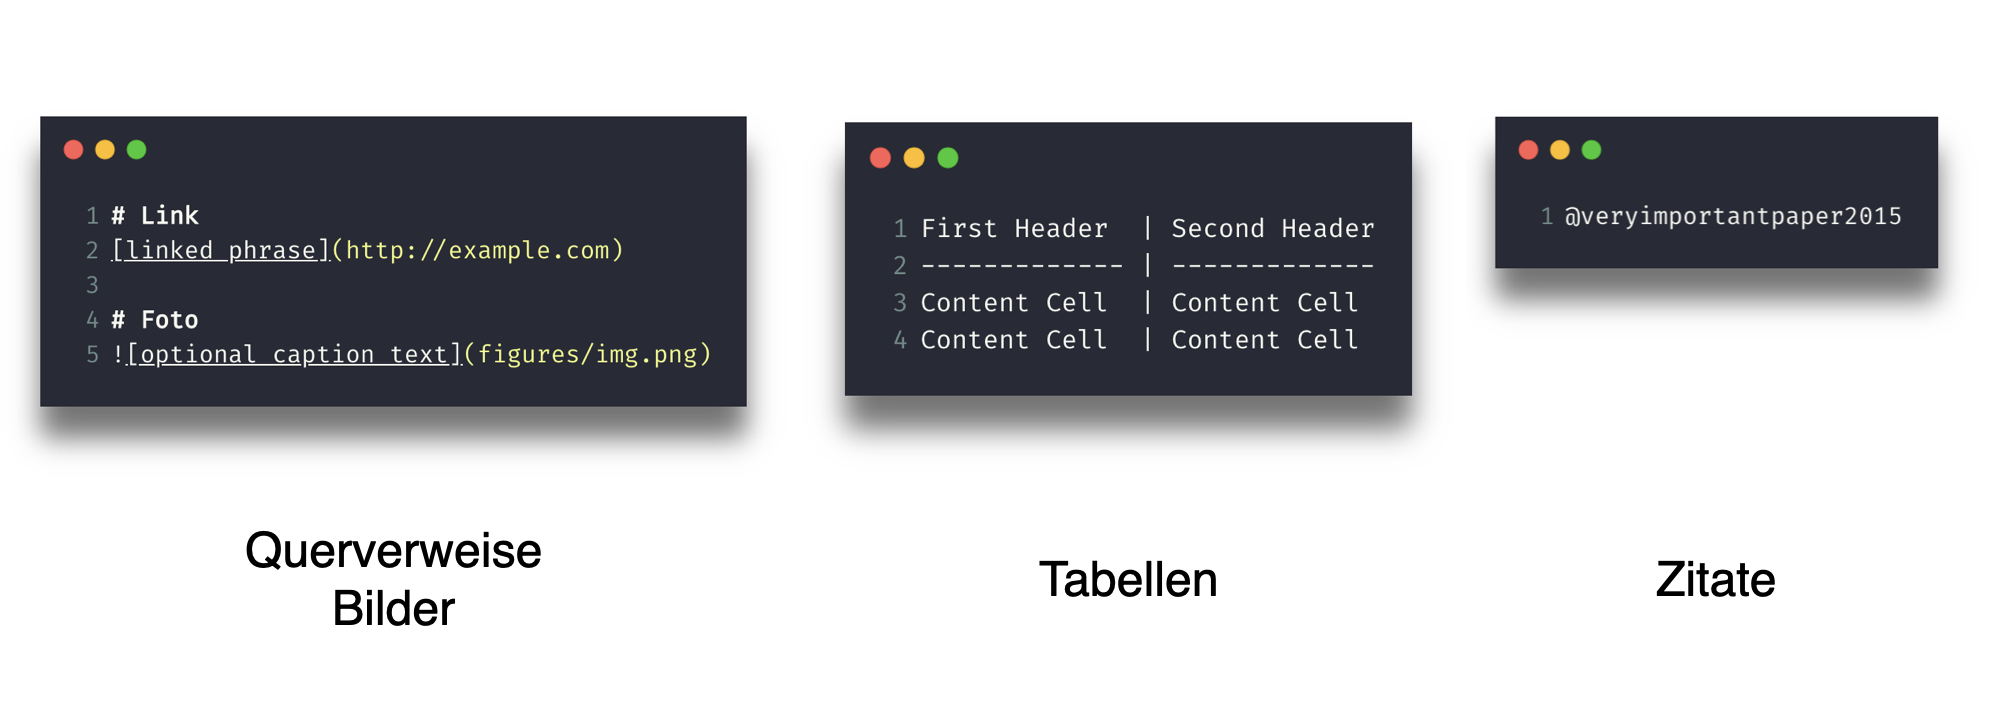 1 # Link
2 [linked phrase](http://example.com)
3
4 # Foto
5 ![optional caption text](figures/img.png)
Querverweise
Bilder
1 First Header  | Second Header
2 ------------- | -------------
3 Content Cell  | Content Cell
4 Content Cell  | Content Cell
Tabellen
1 @veryimportantpaper2015
Zitate